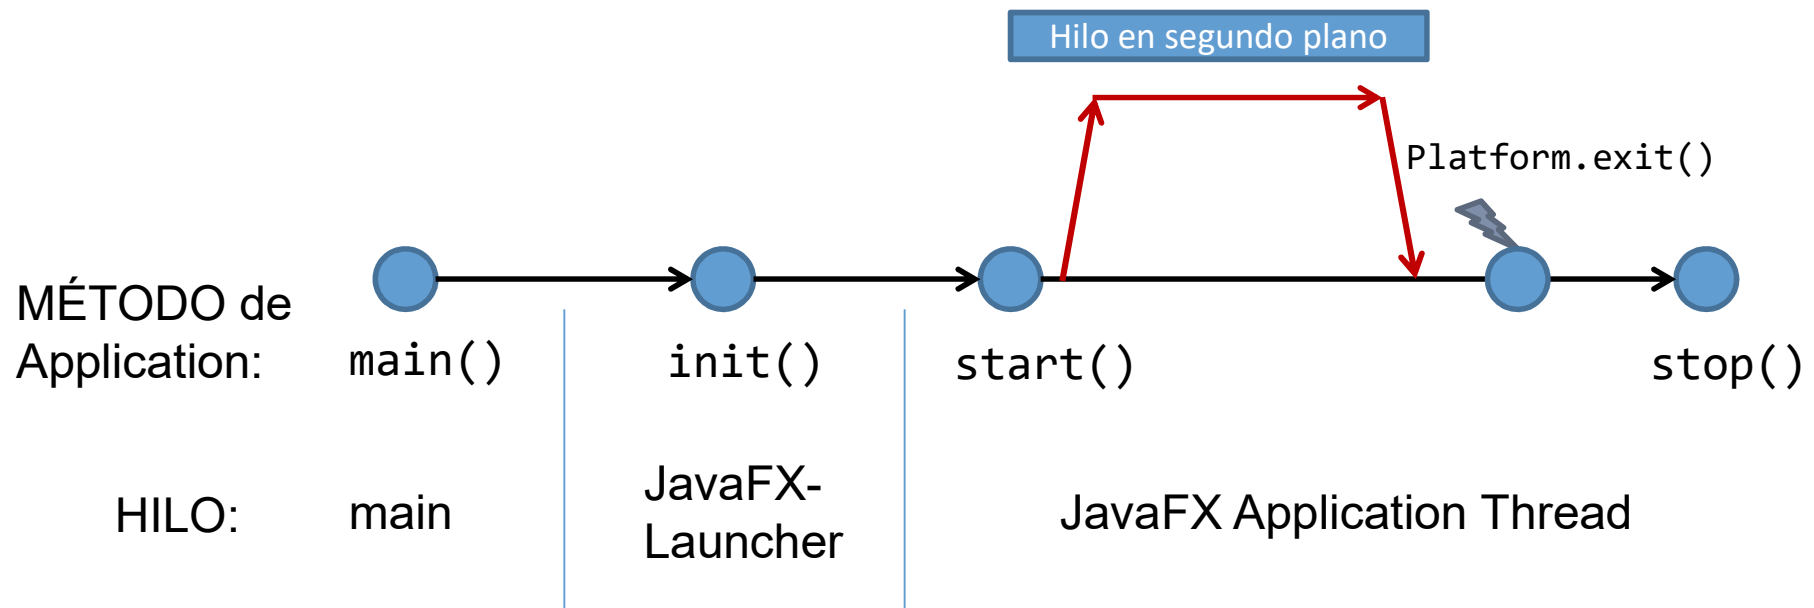 Hilo en segundo plano
Platform.exit()
MÉTODO de
Application:
main()
init()
start()
stop()
HILO:
main
JavaFX-
Launcher
JavaFX Application Thread